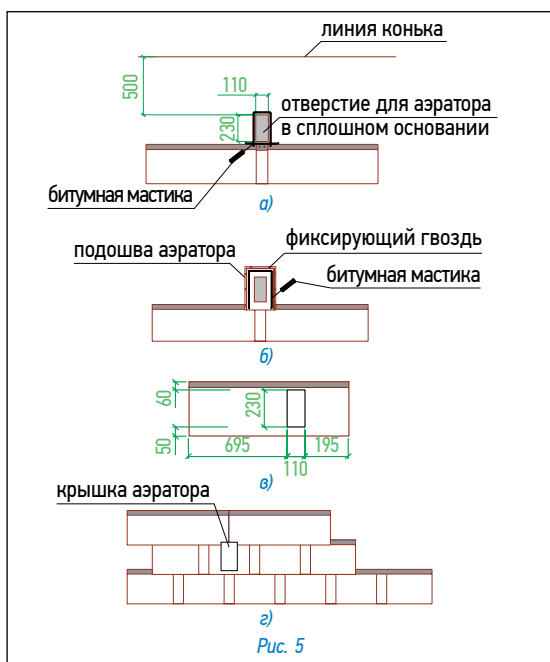 линия конька
500
110
230
отверстие для аэратора
в сплошном основании
битумная мастика
а)
подошва аэратора
фиксирующий гвоздь
битумная мастика
б)
60
50
230
695
110
195
в)
крышка аэратора
г)
Рис. 5